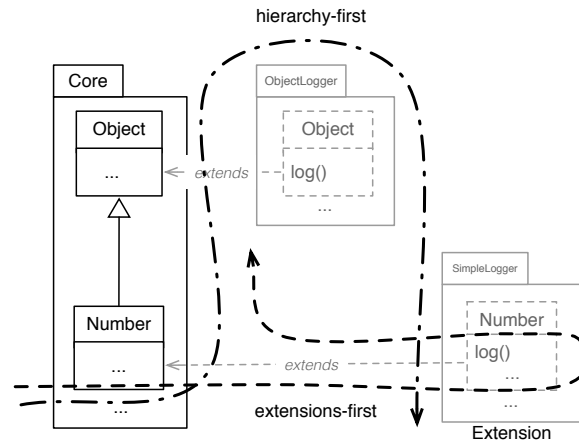 hierarchy-first
Core
ObjectLogger
Object
Object
...
extends
log()
...
SimpleLogger
Number
Number
...
extends
log()
...
...
extensions-first
...
Extension